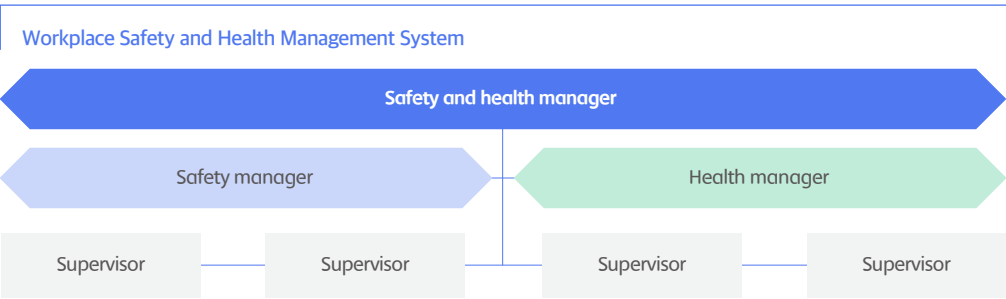 Workplace Safety and Health Management System
Safety and health manager
Safety manager
Health manager
Supervisor
Supervisor
Supervisor
Supervisor